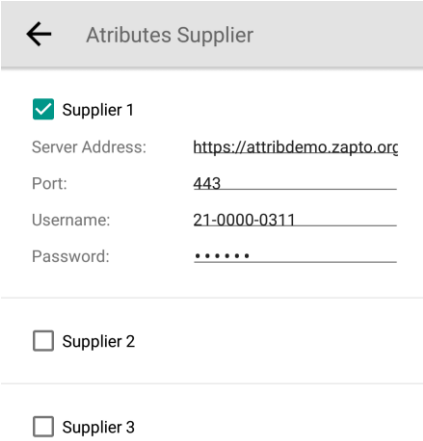 Atributes Supplier
Supplier 1
Server Address: https://attribdemo.zapto.org
Port: 443
Username: 21-0000-0311
Password: ••••••
Supplier 2
Supplier 3